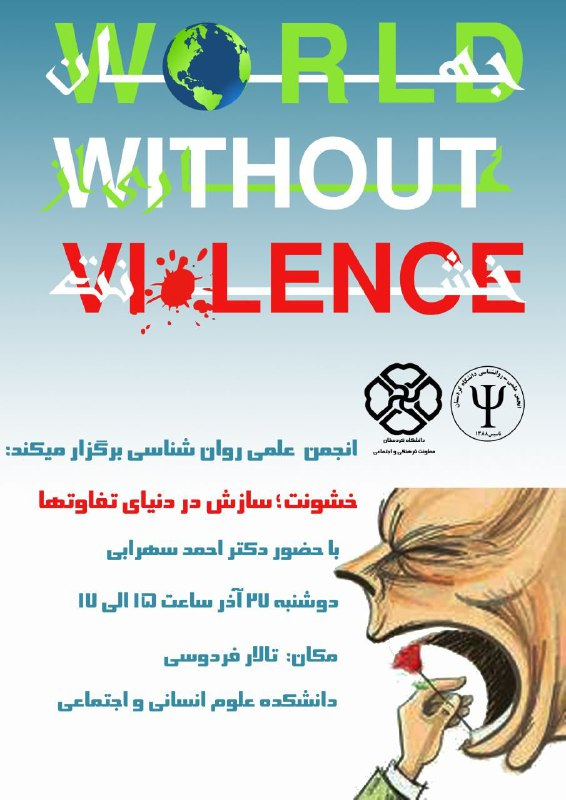 WORLD
جهان
WITHOUT
عاری از
VIOLENCE
خشونت
انجمن علمی - روانشناسی دانشگاه کردستان
تاسیس ۱۳۸۸
دانشگاه کردستان
معاونت فرهنگی و اجتماعی
انجمن علمی روان شناسی برگزار میکند:
خشونت؛ سازش در دنیای تفاوتها
با حضور دکتر احمد سهرابی
دوشنبه ۲۷ آذر ساعت ۱۵ الی ۱۷
مکان: تالار فردوسی
دانشکده علوم انسانی و اجتماعی